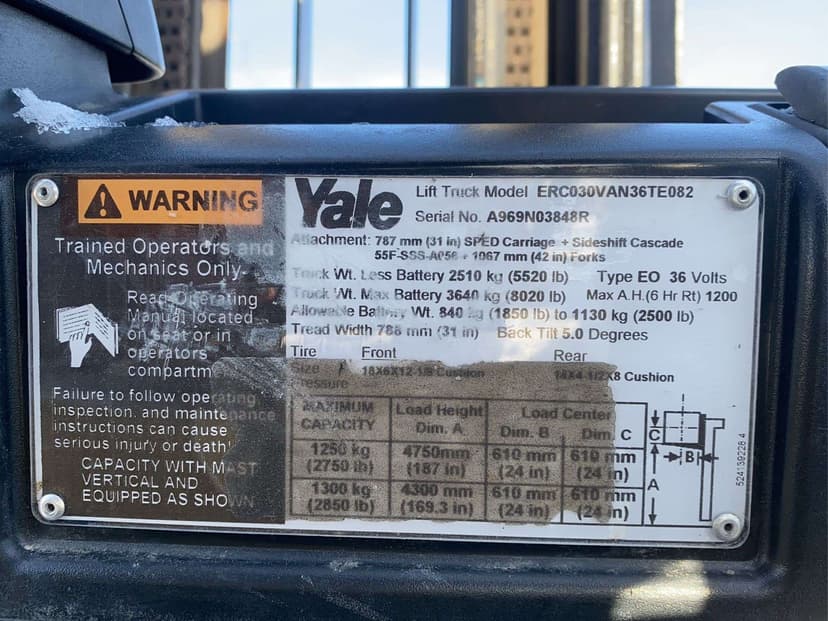 WARNING
Trained Operators and
Mechanics Only.
Read Operating
Manual located
on seat or in
operators
compartm
Failure to follow operating
inspection and maintenance
instructions can cause
serious injury or death!
CAPACITY WITH MAST
VERTICAL AND
EQUIPPED AS SHOWN
Yale
Lift Truck Model ERC030VAN36TE082
Serial No. A969N03848R
Attachment: 787 mm (31 in) SPED Carriage + Sideshift Cascade
55F-SSS-A056 + 1067 mm (42 in) Forks
Truck Wt. Less Battery 2510 kg (5520 lb) Type EO 36 Volts
Truck Wt. Max Battery 3640 kg (8020 lb) Max A.H.(6 Hr Rt) 1200
Allowable Battery Wt. 840 kg (1850 lb) to 1130 kg (2500 lb)
Tread Width 788 mm (31 in) Back Tilt 5.0 Degrees
Tire Front Rear
Size 18X6X12-1/8 Cushion 14X4-1/2X8 Cushion
Pressure
MAXIMUM CAPACITY Load Height Dim. A Load Center Dim. B Dim. C
1250 kg (2750 lb) 4750mm (187 in) 610 mm (24 in) 610 mm (24 in)
1300 kg (2850 lb) 4300 mm (169.3 in) 610 mm (24 in) 610 mm (24 in)
C
B
A
524139228 4